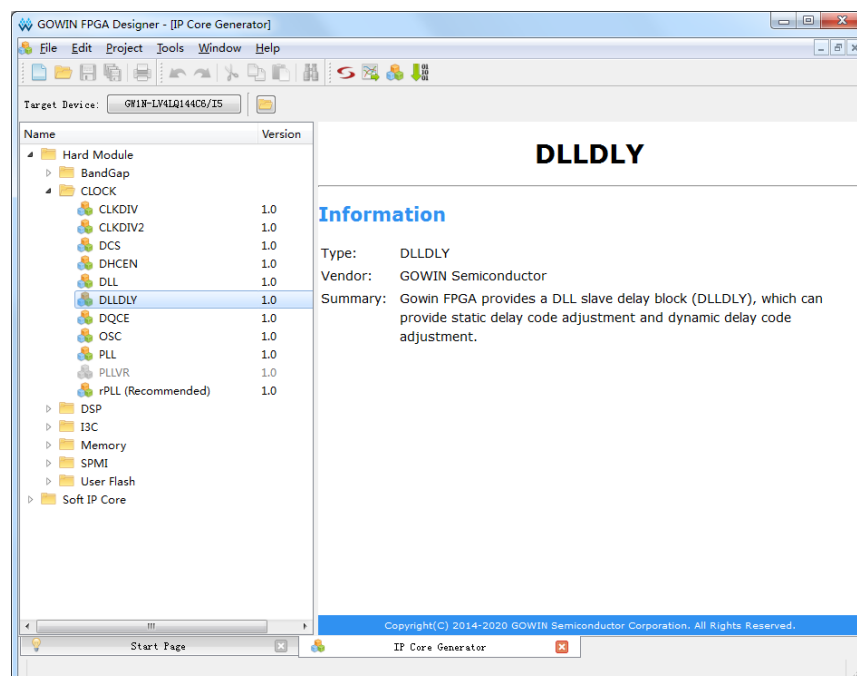 GOWIN FPGA Designer - [IP Core Generator]
File Edit Project Tools Window Help
Target Device: GW1N-LV4LQ144C6/I5
Name Version
Hard Module
BandGap
CLOCK
CLKDIV 1.0
CLKDIV2 1.0
DCS 1.0
DHCEN 1.0
DLL 1.0
DLLDLY 1.0
DQCE 1.0
OSC 1.0
PLL 1.0
PLLVR 1.0
rPLL (Recommended) 1.0
DSP
I3C
Memory
SPMI
User Flash
Soft IP Core
DLLDLY
Information
Type: DLLDLY
Vendor: GOWIN Semiconductor
Summary: Gowin FPGA provides a DLL slave delay block (DLLDLY), which can
provide static delay code adjustment and dynamic delay code
adjustment.
Copyright(C) 2014-2020 GOWIN Semiconductor Corporation. All Rights Reserved.
Start Page IP Core Generator